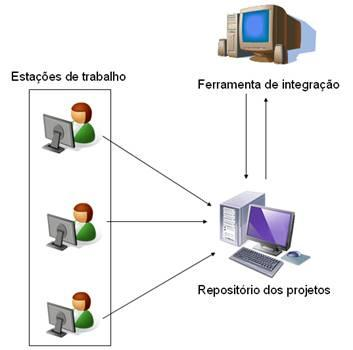 Estações de trabalho
Ferramenta de integração
Repositório dos projetos